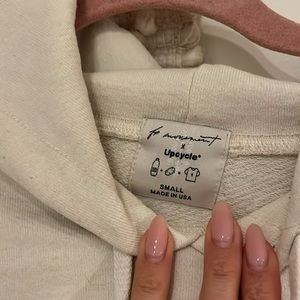 fp movement
x
Upcycle*
SMALL
MADE IN USA